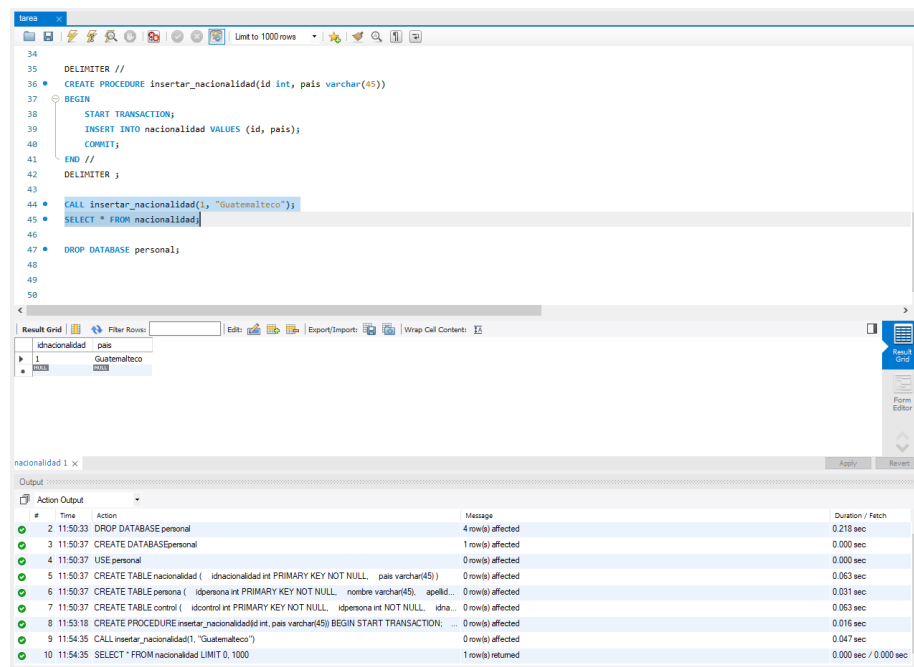 tarea ×
Limit to 1000 rows
34
35 DELIMITER //
36 CREATE PROCEDURE insertar_nacionalidad(id int, pais varchar(45))
37 BEGIN
38 START TRANSACTION;
39 INSERT INTO nacionalidad VALUES (id, pais);
40 COMMIT;
41 END //
42 DELIMITER ;
43
44 CALL insertar_nacionalidad(1, "Guatemalteco");
45 SELECT * FROM nacionalidad;
46
47 DROP DATABASE personal;
48
49
50
Result Grid Filter Rows: Edit: Export/Import: Wrap Cell Content:
idnacionalidad pais
1 Guatemalteco
NULL NULL
Result Grid
Form Editor
nacionalidad 1 × Apply Revert
Output
Action Output
# Time Action Message Duration / Fetch
2 11:50:33 DROP DATABASE personal 4 row(s) affected 0.218 sec
3 11:50:37 CREATE DATABASEpersonal 1 row(s) affected 0.000 sec
4 11:50:37 USE personal 0 row(s) affected 0.000 sec
5 11:50:37 CREATE TABLE nacionalidad ( idnacionalidad int PRIMARY KEY NOT NULL, pais varchar(45) ) 0 row(s) affected 0.063 sec
6 11:50:37 CREATE TABLE persona ( idpersona int PRIMARY KEY NOT NULL, nombre varchar(45), apellid... 0 row(s) affected 0.031 sec
7 11:50:37 CREATE TABLE control ( idcontrol int PRIMARY KEY NOT NULL, idpersona int NOT NULL, idna... 0 row(s) affected 0.063 sec
8 11:53:18 CREATE PROCEDURE insertar_nacionalidad(id int, pais varchar(45)) BEGIN START TRANSACTION; ... 0 row(s) affected 0.016 sec
9 11:54:35 CALL insertar_nacionalidad(1, "Guatemalteco") 0 row(s) affected 0.047 sec
10 11:54:35 SELECT * FROM nacionalidad LIMIT 0, 1000 1 row(s) returned 0.000 sec / 0.000 sec